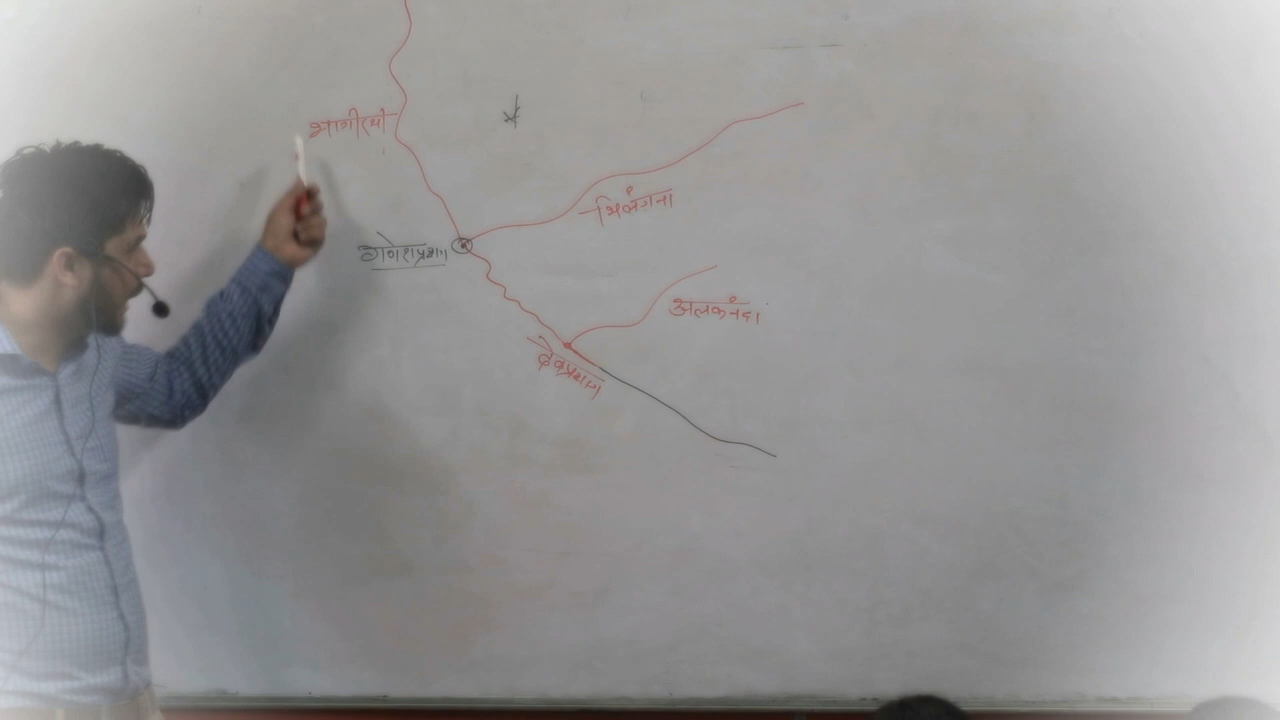 भागीरथी
भिलंगना
गणेशप्रयाग
अलकनंदा
देवप्रयाग